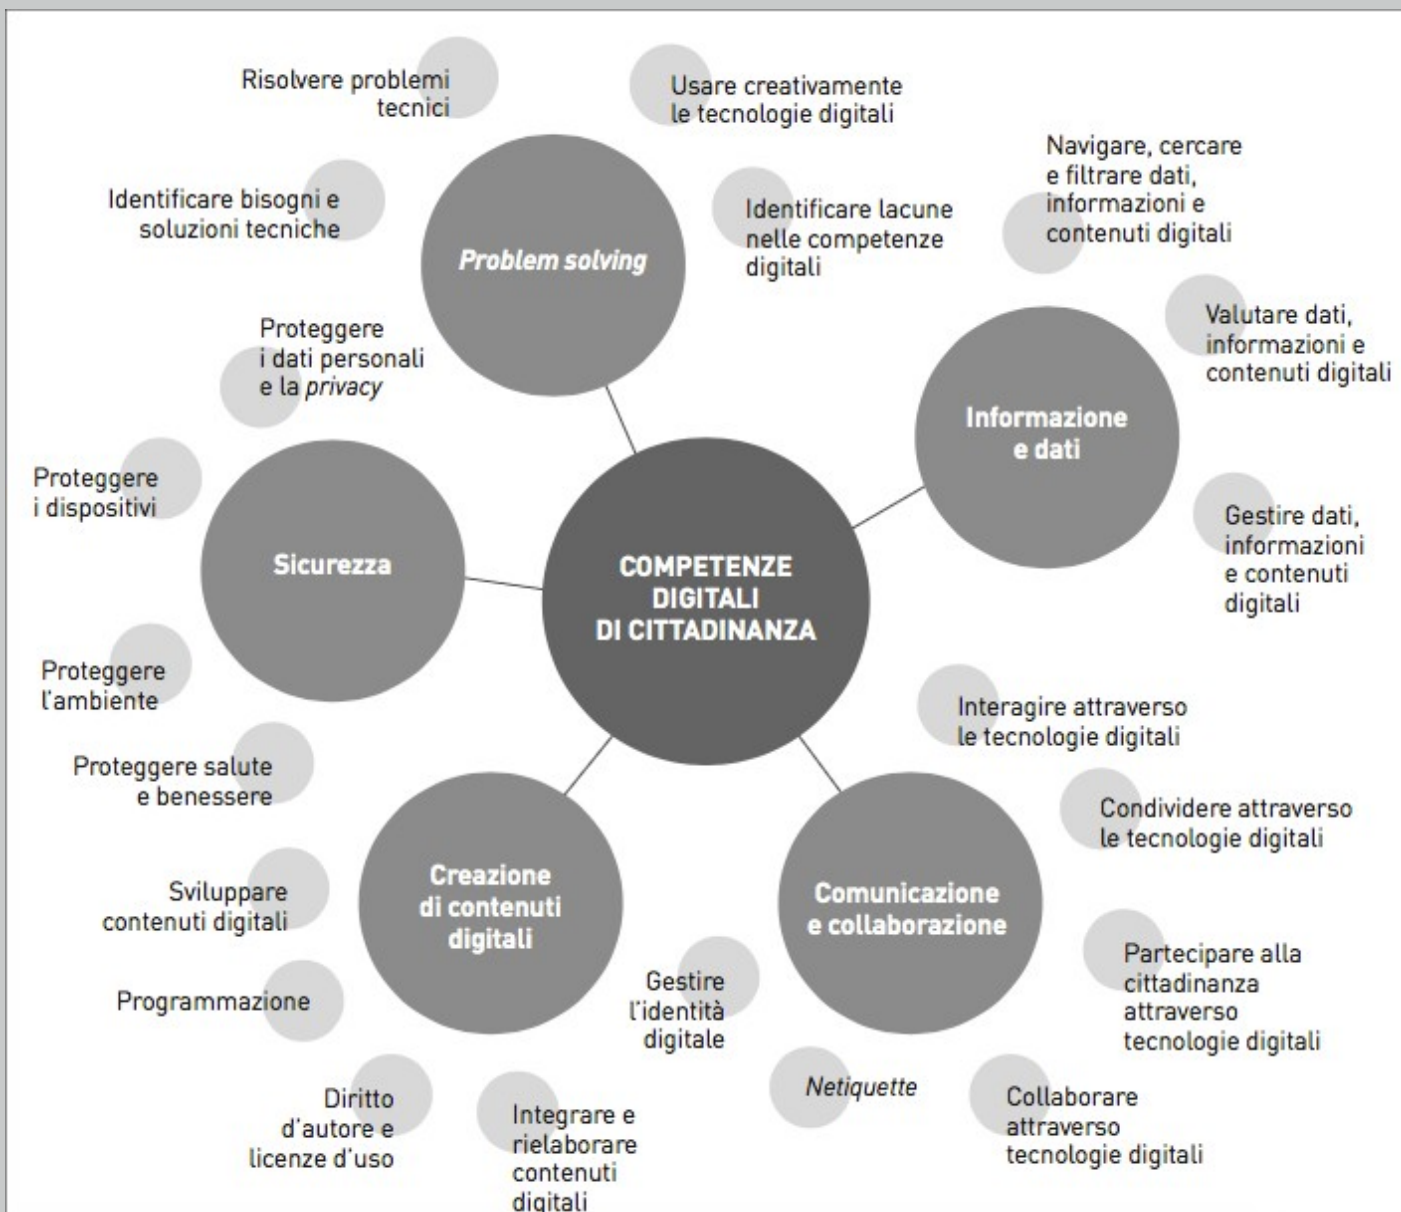 Risolvere problemi
tecnici
Usare creativamente
le tecnologie digitali
Identificare bisogni e
soluzioni tecniche
Identificare lacune
nelle competenze
digitali
Problem solving
Navigare, cercare
e filtrare dati,
informazioni e
contenuti digitali
Valutare dati,
informazioni e
contenuti digitali
Gestire dati,
informazioni
e contenuti
digitali
Informazione
e dati
Proteggere
i dati personali
e la privacy
Proteggere
i dispositivi
Sicurezza
Proteggere
l'ambiente
Proteggere salute
e benessere
COMPETENZE
DIGITALI
DI CITTADINANZA
Interagire attraverso
le tecnologie digitali
Condividere attraverso
le tecnologie digitali
Comunicazione
e collaborazione
Partecipare alla
cittadinanza
attraverso
tecnologie digitali
Collaborare
attraverso
tecnologie digitali
Netiquette
Gestire
l'identità
digitale
Creazione
di contenuti
digitali
Sviluppare
contenuti digitali
Programmazione
Diritto
d'autore e
licenze d'uso
Integrare e
rielaborare
contenuti
digitali